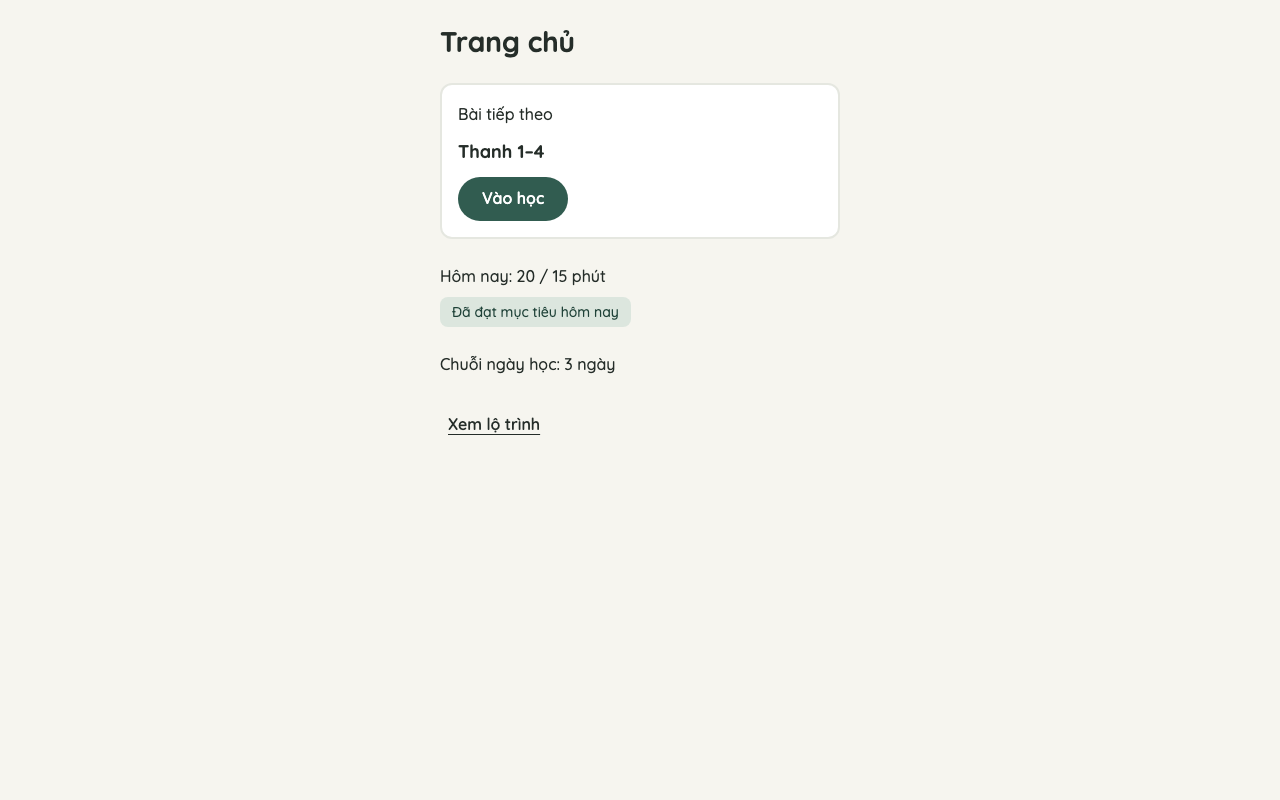 Trang chủ
Bài tiếp theo
Thanh 1–4
Vào học
Hôm nay: 20 / 15 phút
Đã đạt mục tiêu hôm nay
Chuỗi ngày học: 3 ngày
Xem lộ trình